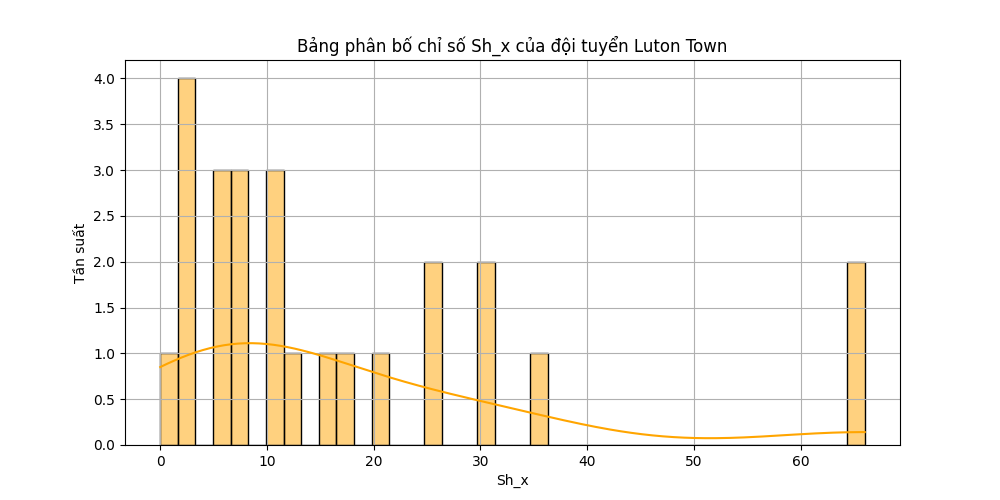 Bảng phân bố chỉ số Sh_x của đội tuyển Luton Town
4.0
3.5
3.0
2.5
2.0
1.5
1.0
0.5
0.0
Tần suất
0 10 20 30 40 50 60
Sh_x